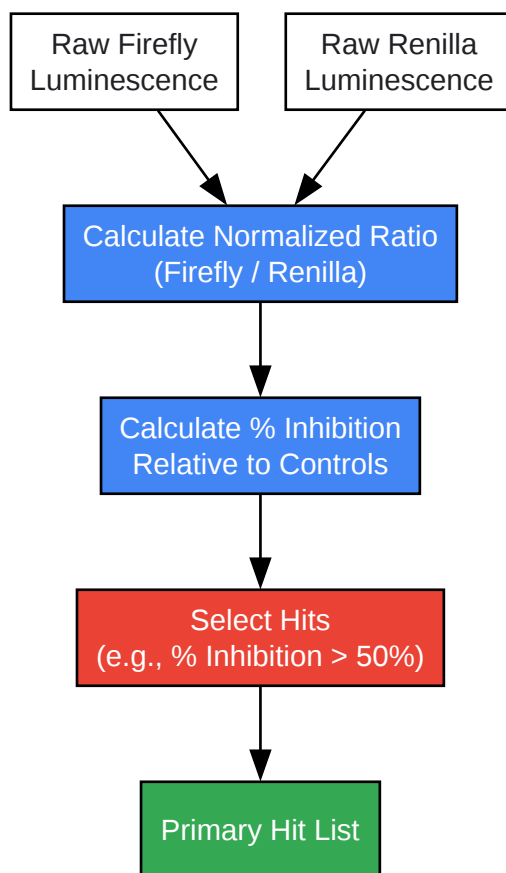 Raw Firefly
Luminescence
Raw Renilla
Luminescence
Calculate Normalized Ratio
(Firefly / Renilla)
Calculate % Inhibition
Relative to Controls
Select Hits
(e.g., % Inhibition > 50%)
Primary Hit List